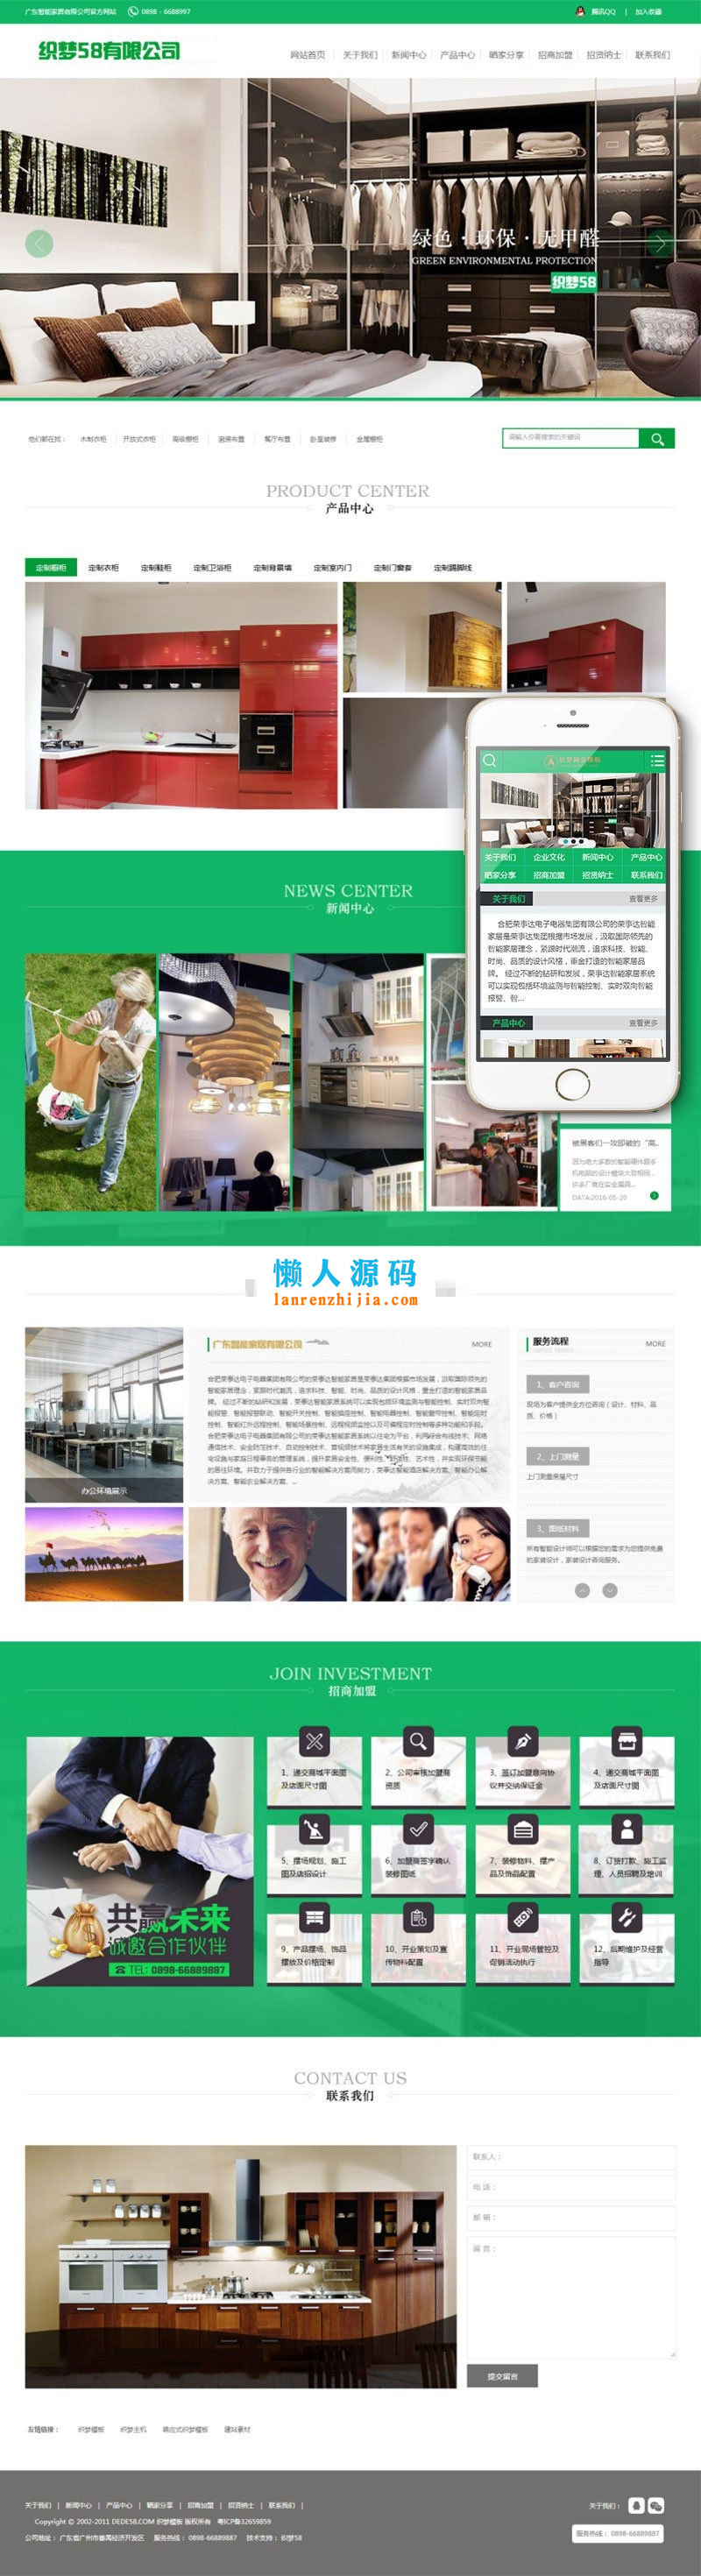 广东智能家居有限公司官方网站 0898 - 6688997 腾讯QQ | 加入收藏
织梦58有限公司
网站首页 关于我们 新闻中心 产品中心 晒家分享 招商加盟 招贤纳士 联系我们
绿色·环保·无甲醛
GREEN ENVIRONMENTAL PROTECTION
织梦58
他们都在找： 木制衣柜 开放式衣柜 高级橱柜 厨房布置 餐厅布置 卧室装修 金属橱柜
请输入你要搜索的关键词
PRODUCT CENTER
产品中心
定制橱柜 定制衣柜 定制鞋柜 定制卫浴柜 定制背景墙 定制室内门 定制门窗套 定制踢脚线
关于我们 企业文化 新闻中心 产品中心
晒家分享 招商加盟 招贤纳士 联系我们
关于我们 查看更多
合肥荣事达电子电器集团有限公司的荣事达智能
家居是荣事达集团根据市场发展，汲取国际领先的
智能家居理念，紧跟时代潮流，追求科技、智能、
时尚、品质的设计风格，重金打造的智能家居品
牌。 经过不断的钻研和发展，荣事达智能家居系统
可以实现包括环境监测与智能控制、实时双向智能
报警、智...
产品中心 查看更多
NEWS CENTER
新闻中心
被黑客们一攻即破的“高..
因为绝大多数的智能硬件跟手
机电脑的设计模块大致相同，
许多厂商在安全漏洞...
DATA:2016-05-20
懒人源码
lanrenzhijia.com
广东智能家居有限公司 MORE
合肥荣事达电子电器集团有限公司的荣事达智能家居是荣事达集团根据市场发展，汲取国际领先的
智能家居理念，紧跟时代潮流，追求科技、智能、时尚、品质的设计风格，重金打造的智能家居品
牌。 经过不断的钻研和发展，荣事达智能家居系统可以实现包括环境监测与智能控制、实时双向智
能报警、智能报警联动、智能开关控制、智能插座控制、智能电器控制、智能窗帘控制、智能定时
控制、智能红外远程控制、智能场景控制、远程视频监控以及可编程定时控制等多种功能和手段。
合肥荣事达电子电器集团有限公司的荣事达智能家居系统以住宅为平台，利用综合布线技术、网络
通信技术、安全防范技术、自动控制技术、音视频技术将家居生活有关的设施集成，构建高效的住
宅设施与家庭日程事务的管理系统，提升家居安全性、便利性、舒适性、艺术性，并实现环保节能
的居住环境。并致力于提供各行业的智能解决方案而努力，荣事达智能酒店解决方案、智能办公解
决方案、智能农业解决方案、...
办公环境展示
服务流程 MORE
1、客户咨询
现场为客户提供全方位咨询（设计、材料、品
质、价格）
2、上门测量
上门测量房屋尺寸
3、图纸材料
所有智能设计师可以根据您的需求为您提供免费
的家装设计，家装设计咨询服务。
JOIN INVESTMENT
招商加盟
1、递交商城平面图
及店面尺寸图
2、公司审核加盟商
资质
3、签订加盟意向协
议并交纳保证金
4、递交商城平面图
及店面尺寸图
5、摆场规划、施工
图及店招设计
6、加盟商签字确认
装修图纸
7、装修物料、摆产
品及饰品配置
8、订货打款、施工监
理、人员招聘及培训
9、产品摆场、饰品
摆放及价格定制
10、开业策划及宣
传物料配置
11、开业现场管控及
促销活动执行
12、后期维护及经营
指导
共赢未来
诚邀合作伙伴
TEL: 0898-66889887
CONTACT US
联系我们
联系人：
电 话：
邮 箱：
留 言：
提交留言
友情链接： 织梦模板 织梦主机 响应式织梦模板 建站素材
关于我们 | 新闻中心 | 产品中心 | 晒家分享 | 招商加盟 | 招贤纳士 | 联系我们 |
Copyright © 2002-2011 DEDE58.COM 织梦模板 版权所有 粤ICP备32659859
公司地址： 广东省广州市番禺经济开发区 服务热线： 0898-66889887 技术支持： 织梦58
关于我们：
服务热线： 0898-66889887